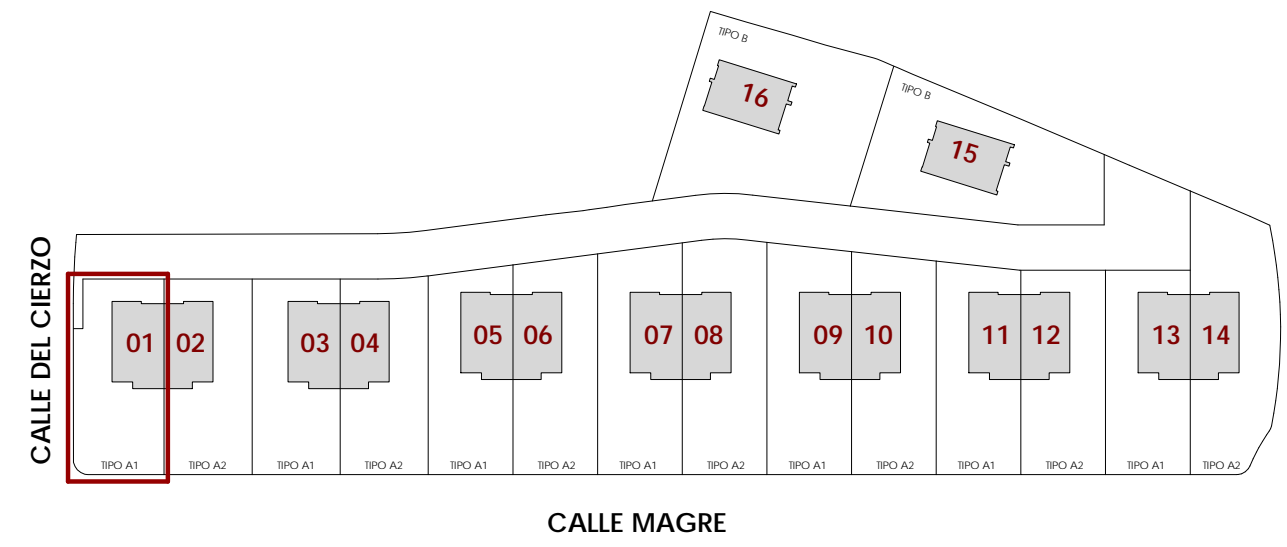 TIPO B
16
TIPO B
15
CALLE DEL CIERZO
01 02 03 04 05 06 07 08 09 10 11 12 13 14
TIPO A1 TIPO A2 TIPO A1 TIPO A2 TIPO A1 TIPO A2 TIPO A1 TIPO A2 TIPO A1 TIPO A2 TIPO A1 TIPO A2 TIPO A1 TIPO A2
CALLE MAGRE